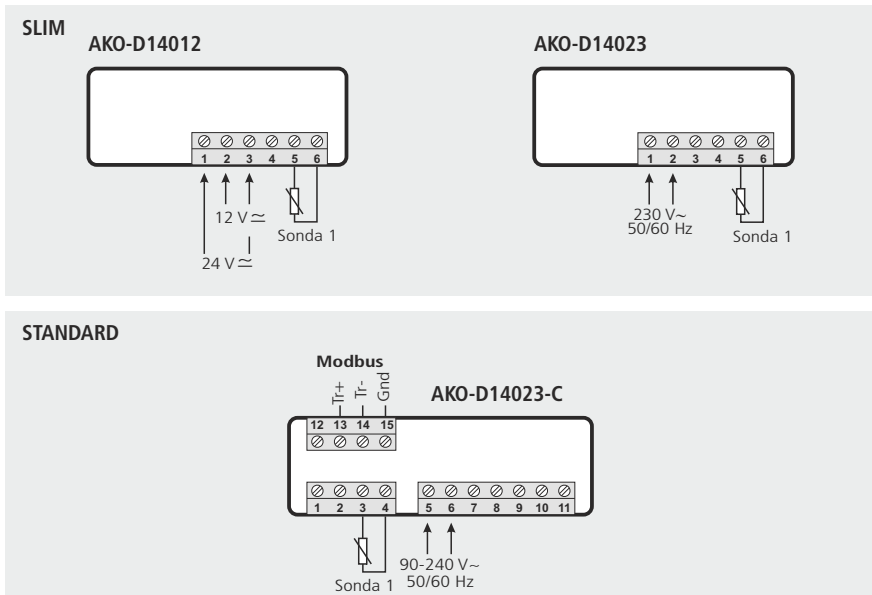 SLIM
AKO-D14012
1 2 3 4 5 6
12 V ≂
24 V ≂
Sonda 1
AKO-D14023
1 2 3 4 5 6
230 V~
50/60 Hz
Sonda 1
STANDARD
Modbus
Tr+ Tr- Gnd
AKO-D14023-C
12 13 14 15
1 2 3 4 5 6 7 8 9 10 11
Sonda 1
90-240 V~
50/60 Hz